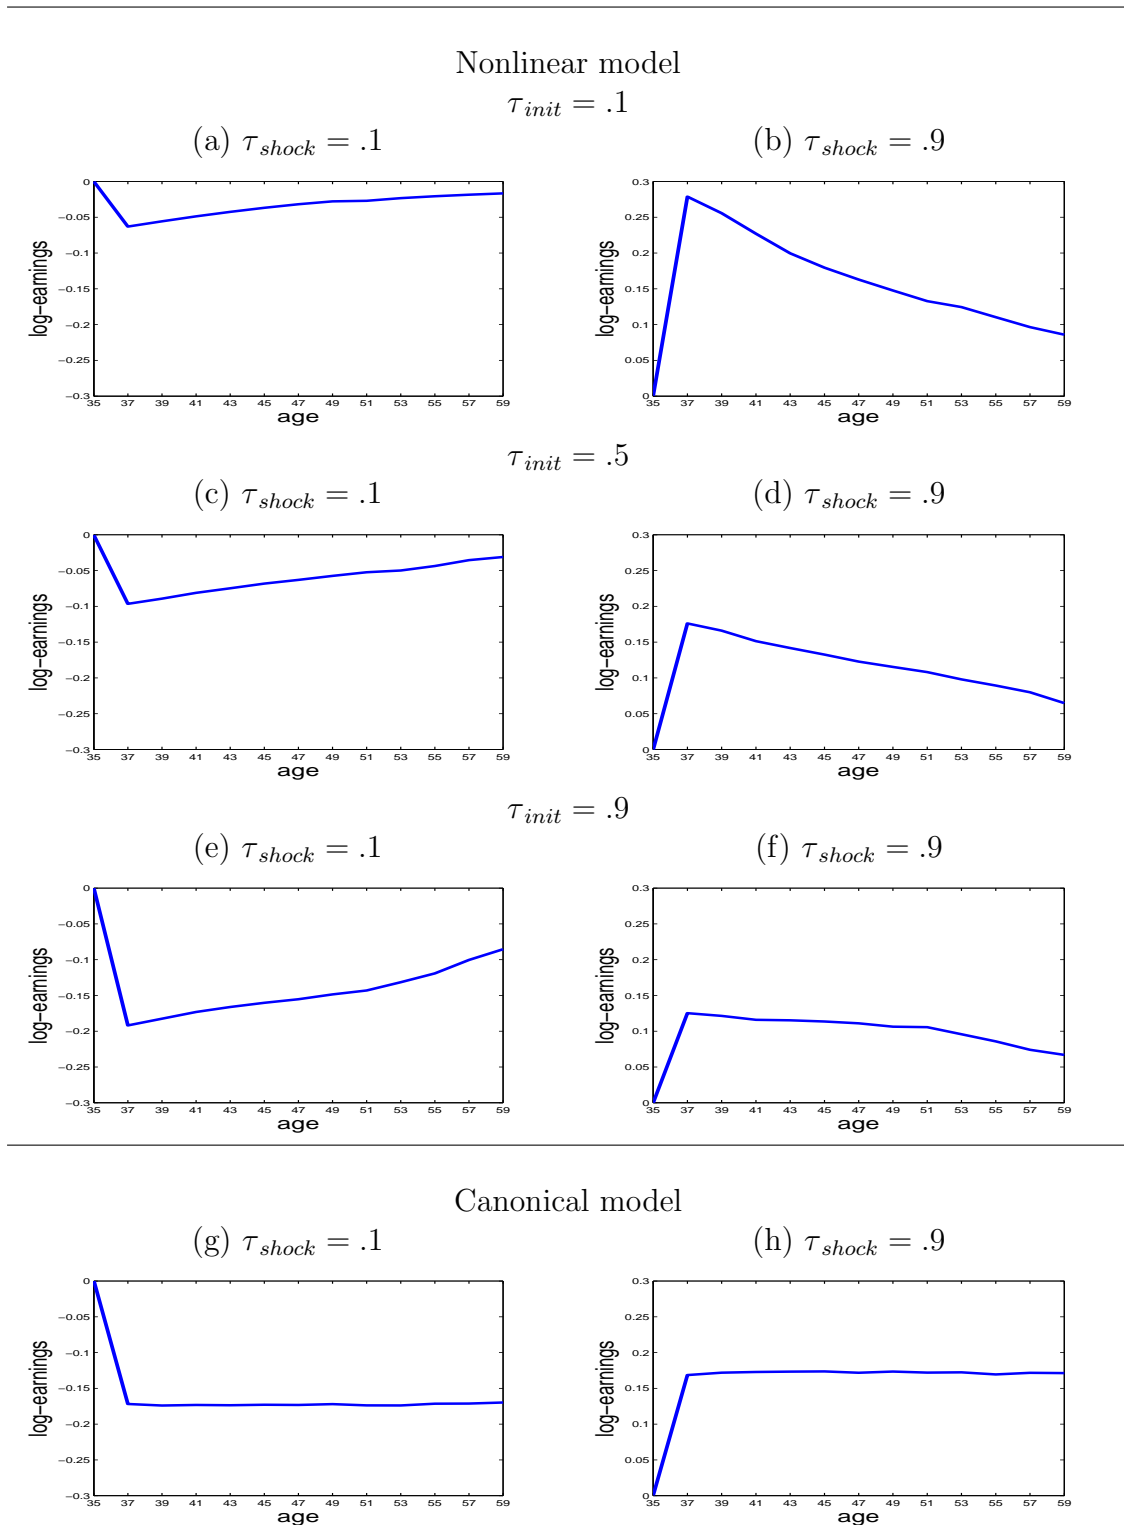 Nonlinear model
τ_init = .1
(a) τ_shock = .1 (b) τ_shock = .9
0 −0.05 −0.1 −0.15 −0.2 −0.25 −0.3
log−earnings
35 37 39 41 43 45 47 49 51 53 55 57 59
age
0.3 0.25 0.2 0.15 0.1 0.05 0
log−earnings
35 37 39 41 43 45 47 49 51 53 55 57 59
age
τ_init = .5
(c) τ_shock = .1 (d) τ_shock = .9
0 −0.05 −0.1 −0.15 −0.2 −0.25 −0.3
log−earnings
35 37 39 41 43 45 47 49 51 53 55 57 59
age
0.3 0.25 0.2 0.15 0.1 0.05 0
log−earnings
35 37 39 41 43 45 47 49 51 53 55 57 59
age
τ_init = .9
(e) τ_shock = .1 (f) τ_shock = .9
0 −0.05 −0.1 −0.15 −0.2 −0.25 −0.3
log−earnings
35 37 39 41 43 45 47 49 51 53 55 57 59
age
0.3 0.25 0.2 0.15 0.1 0.05 0
log−earnings
35 37 39 41 43 45 47 49 51 53 55 57 59
age
Canonical model
(g) τ_shock = .1 (h) τ_shock = .9
0 −0.05 −0.1 −0.15 −0.2 −0.25 −0.3
log−earnings
35 37 39 41 43 45 47 49 51 53 55 57 59
age
0.3 0.25 0.2 0.15 0.1 0.05 0
log−earnings
35 37 39 41 43 45 47 49 51 53 55 57 59
age